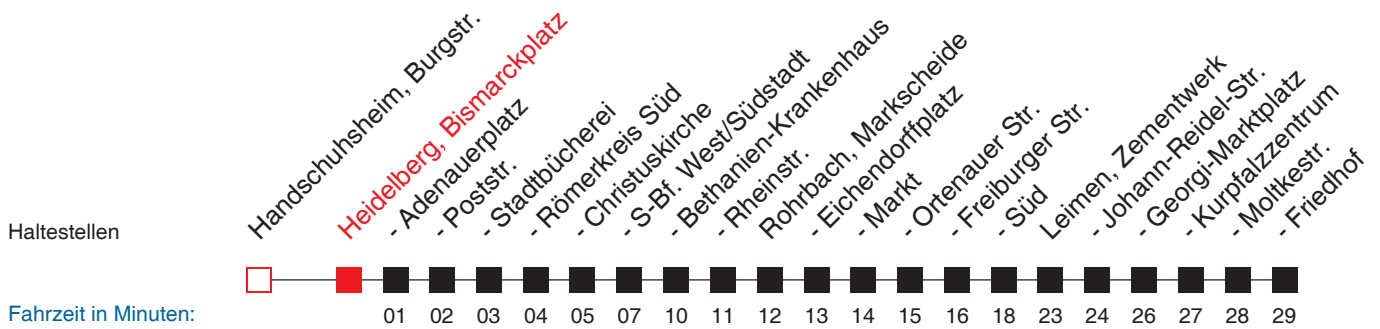 Haltestellen
Handschuhsheim, Burgstr.
Heidelberg, Bismarckplatz
- Adenauerplatz
- Poststr.
- Stadtbücherei
- Römerkreis Süd
- Christuskirche
- S-Bf. West/Südstadt
- Bethanien-Krankenhaus
- Rheinstr.
Rohrbach, Markscheide
- Eichendorffplatz
- Markt
- Ortenauer Str.
- Freiburger Str.
- Süd
Leimen, Zementwerk
- Johann-Reidel-Str.
- Georgi-Marktplatz
- Kurpfalzzentrum
- Moltkestr.
- Friedhof
Fahrzeit in Minuten: 01 02 03 04 05 07 10 11 12 13 14 15 16 18 23 24 26 27 28 29